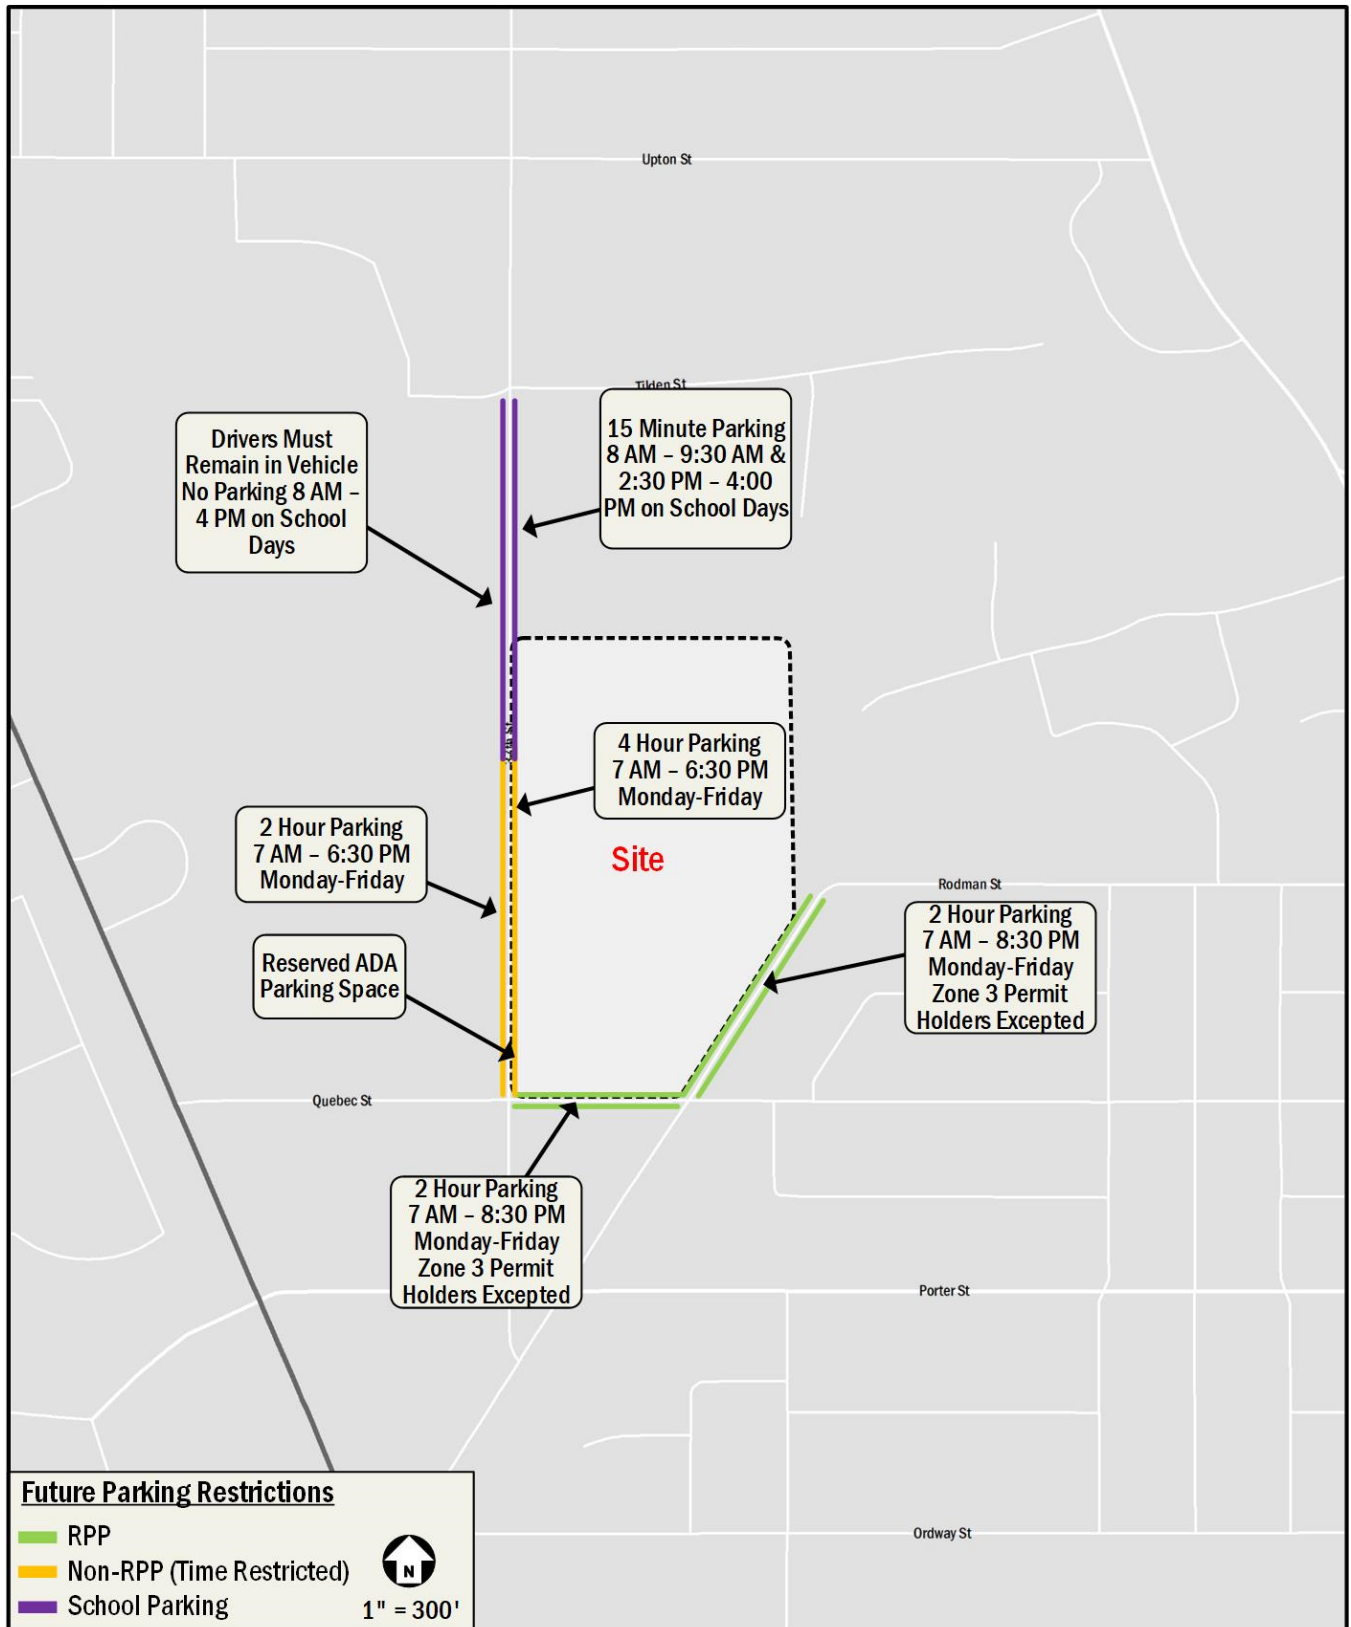 Upton St
Tilden St
Drivers Must
Remain in Vehicle
No Parking 8 AM –
4 PM on School
Days
15 Minute Parking
8 AM – 9:30 AM &
2:30 PM – 4:00
PM on School Days
4 Hour Parking
7 AM – 6:30 PM
Monday-Friday
2 Hour Parking
7 AM – 6:30 PM
Monday-Friday
Site
Rodman St
2 Hour Parking
7 AM – 8:30 PM
Monday-Friday
Zone 3 Permit
Holders Excepted
Reserved ADA
Parking Space
Quebec St
2 Hour Parking
7 AM – 8:30 PM
Monday-Friday
Zone 3 Permit
Holders Excepted
Porter St
Ordway St
Future Parking Restrictions
RPP
Non-RPP (Time Restricted)
School Parking
N
1" = 300'